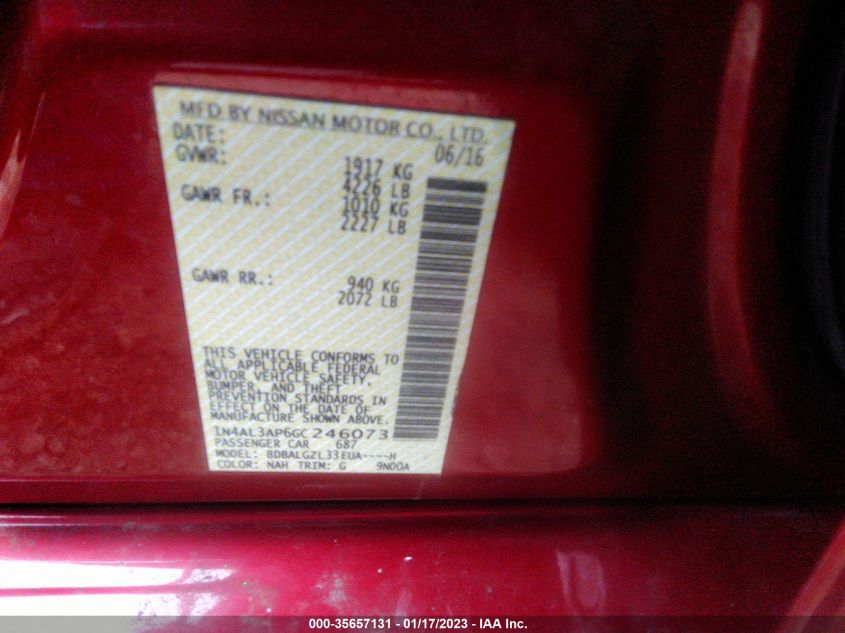 MFD BY NISSAN MOTOR CO., LTD.
DATE: 06/16
GVWR: 1917 KG
4226 LB
GAWR FR.: 1010 KG
2227 LB
GAWR RR.: 940 KG
2072 LB
THIS VEHICLE CONFORMS TO
ALL APPLICABLE FEDERAL
MOTOR VEHICLE SAFETY,
BUMPER, AND THEFT
PREVENTION STANDARDS IN
EFFECT ON THE DATE OF
MANUFACTURE SHOWN ABOVE.
1N4AL3AP6GC246073
PASSENGER CAR 687
MODEL: BDBALGZL33EUA----H
COLOR: NAH TRIM: G 9N00A
000-35657131 - 01/17/2023 - IAA Inc.